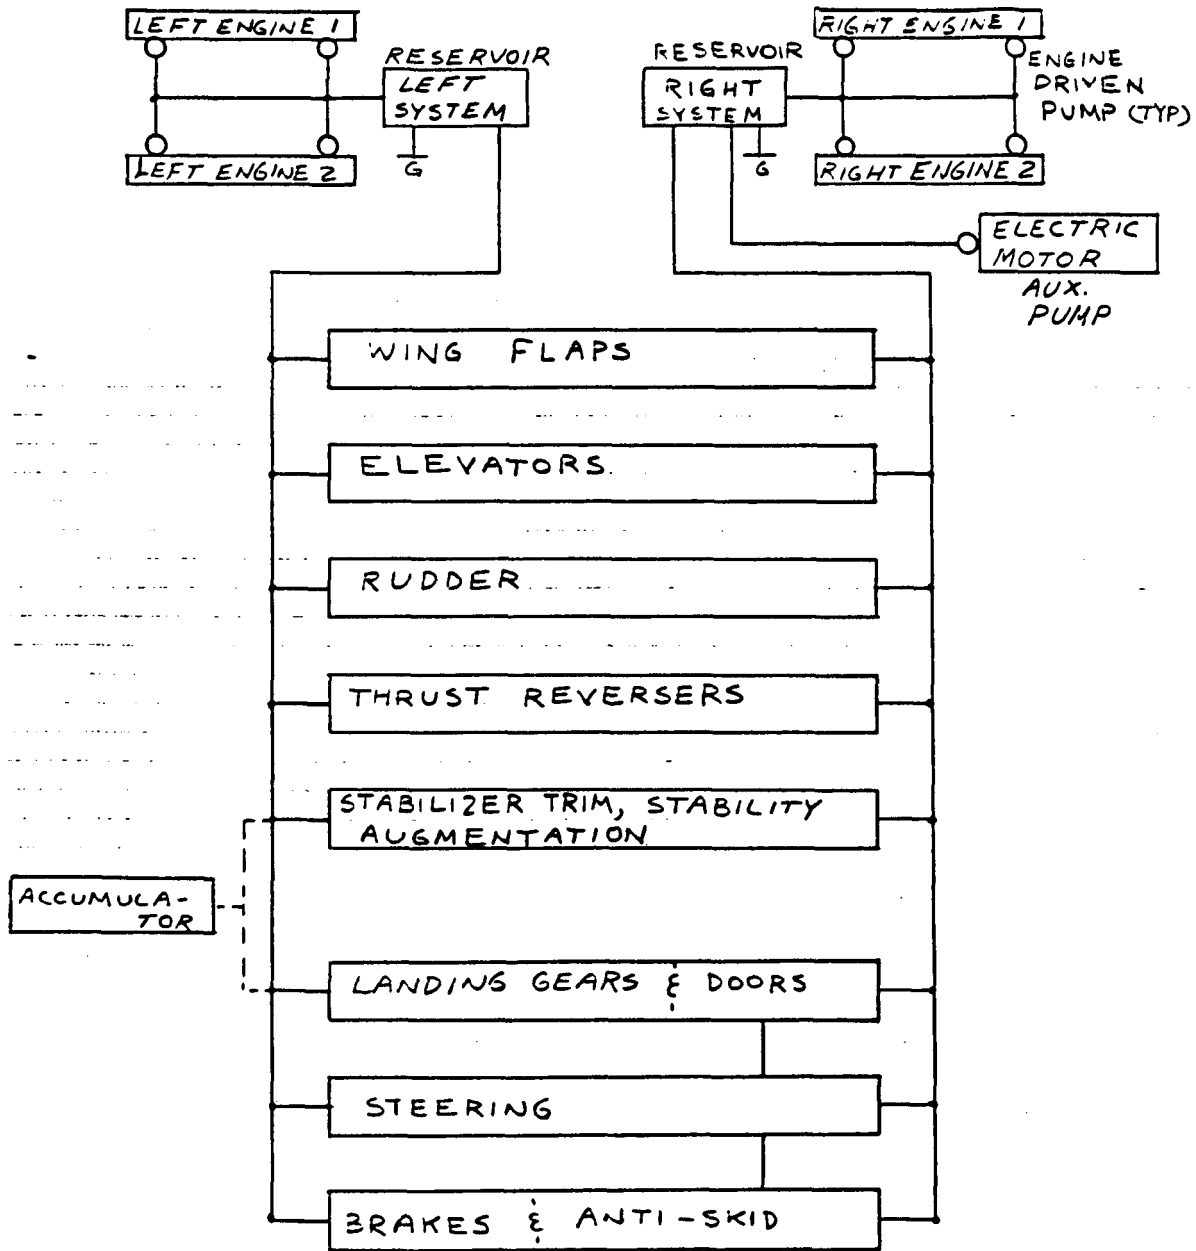 LEFT ENGINE 1
RESERVOIR
LEFT
SYSTEM
G
LEFT ENGINE 2
RESERVOIR
RIGHT
SYSTEM
G
RIGHT ENGINE 1
ENGINE
DRIVEN
PUMP (TYP)
RIGHT ENGINE 2
ELECTRIC
MOTOR
AUX.
PUMP
WING FLAPS
ELEVATORS.
RUDDER
THRUST REVERSERS
STABILIZER TRIM, STABILITY
AUGMENTATION
ACCUMULA-
TOR
LANDING GEARS & DOORS
STEERING
BRAKES & ANTI-SKID